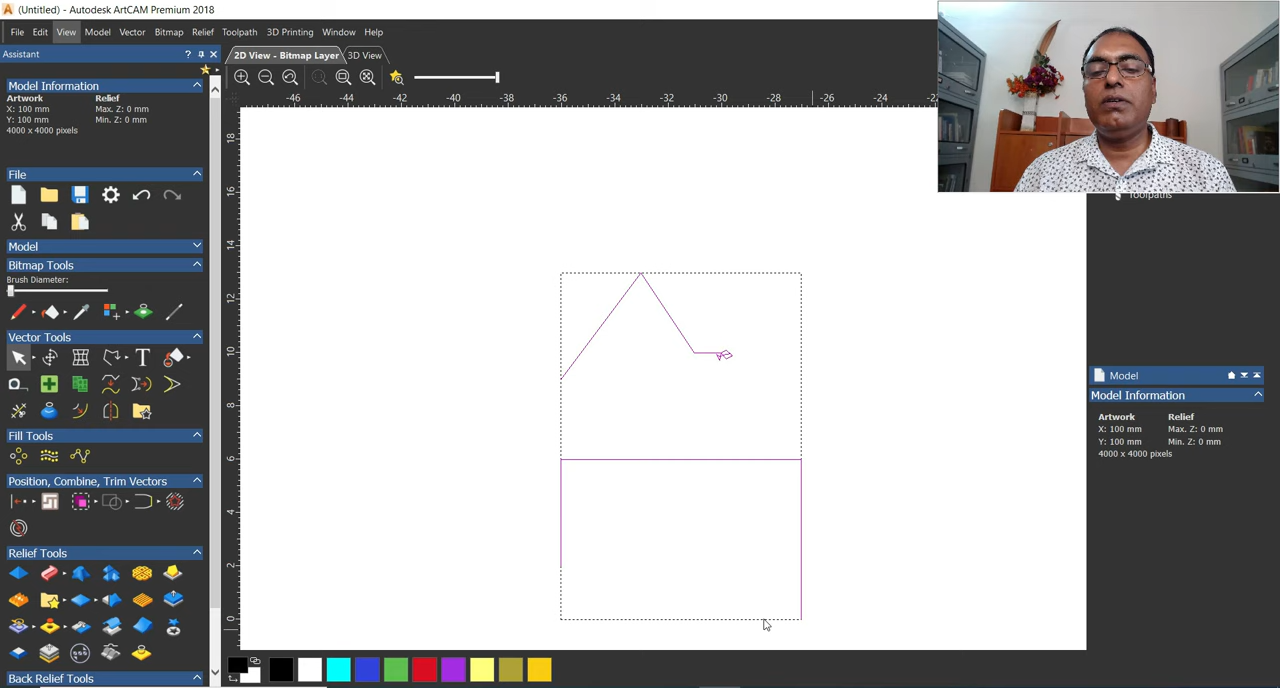 (Untitled) - Autodesk ArtCAM Premium 2018
File Edit View Model Vector Bitmap Relief Toolpath 3D Printing Window Help
Assistant
?
2D View - Bitmap Layer
3D View
Model Information
Artwork Relief
X: 100 mm Max. Z: 0 mm
Y: 100 mm Min. Z: 0 mm
4000 x 4000 pixels
-46 -44 -42 -40 -38 -36 -34 -32 -30 -28 -26 -24
18
16
14
12
10
8
6
4
2
0
File
Model
Bitmap Tools
Brush Diameter:
Vector Tools
Fill Tools
Position, Combine, Trim Vectors
Relief Tools
Back Relief Tools
Toolpaths
Model
Model Information
Artwork Relief
X: 100 mm Max. Z: 0 mm
Y: 100 mm Min. Z: 0 mm
4000 x 4000 pixels